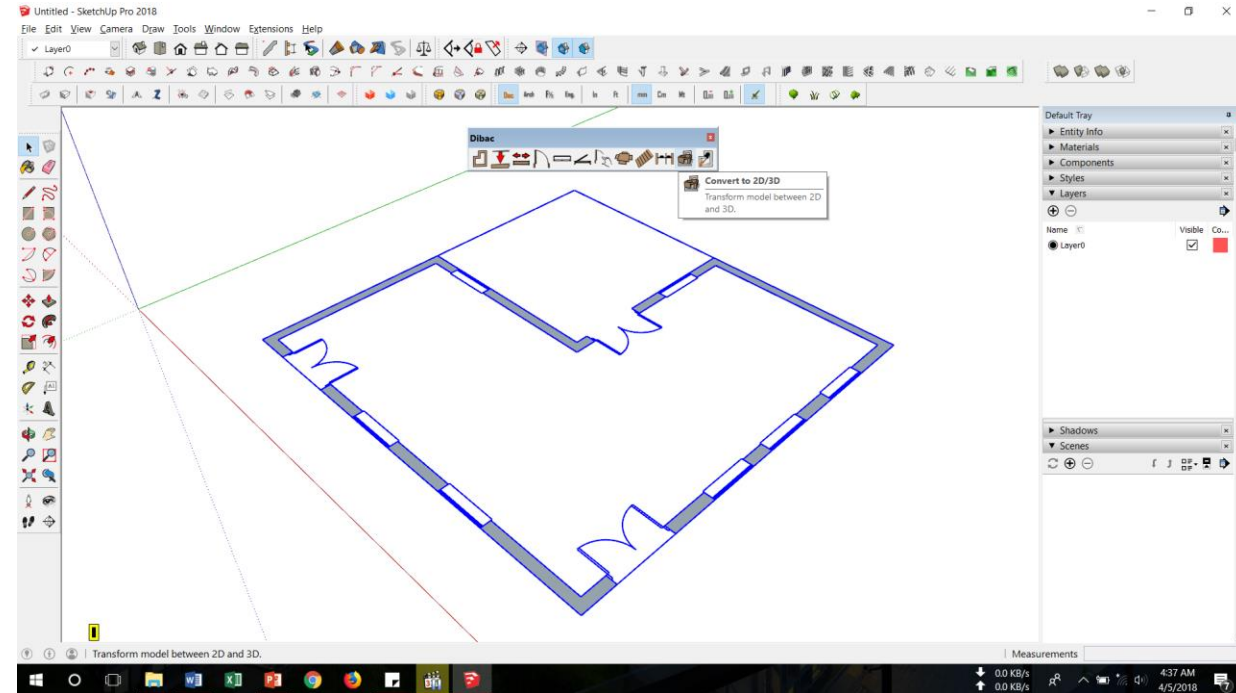 Untitled - SketchUp Pro 2018
File Edit View Camera Draw Tools Window Extensions Help
Layer0
Dibac
Convert to 2D/3D
Transform model between 2D
and 3D.
Default Tray
Entity Info
Materials
Components
Styles
Layers
Name Visible Co...
Layer0
Shadows
Scenes
Transform model between 2D and 3D.
Measurements
0.0 KB/s
0.0 KB/s
4:37 AM
4/5/2018